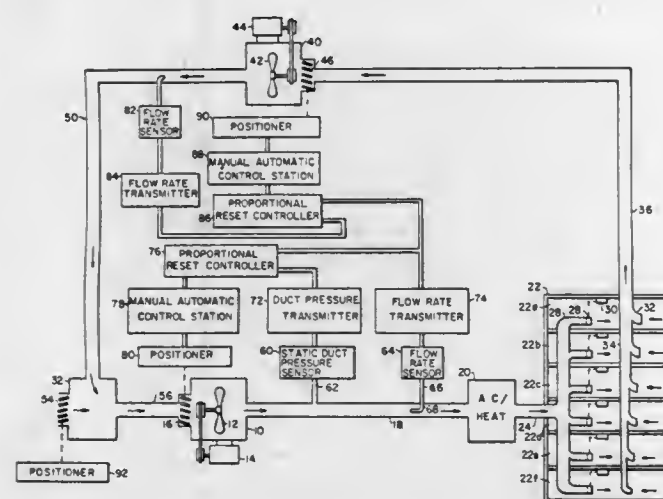 44
40
42
46
50
82
FLOW
RATE
SENSOR
90
POSITIONER
88
MANUAL AUTOMATIC
CONTROL STATION
84
FLOW RATE
TRANSMITTER
86
PROPORTIONAL
RESET CONTROLLER
36
76
PROPORTIONAL
RESET CONTROLLER
78
MANUAL AUTOMATIC
CONTROL STATION
72
DUCT PRESSURE
TRANSMITTER
FLOW RATE
TRANSMITTER
74
80
POSITIONER
60
STATIC DUCT
PRESSURE
SENSOR
64
FLOW
RATE
SENSOR
62
66
68
20
A C /
HEAT
22
28
28
30
32
22b
34
22c
24
22e
22f
32
54
56
16
12
10
14
18
POSITIONER
92